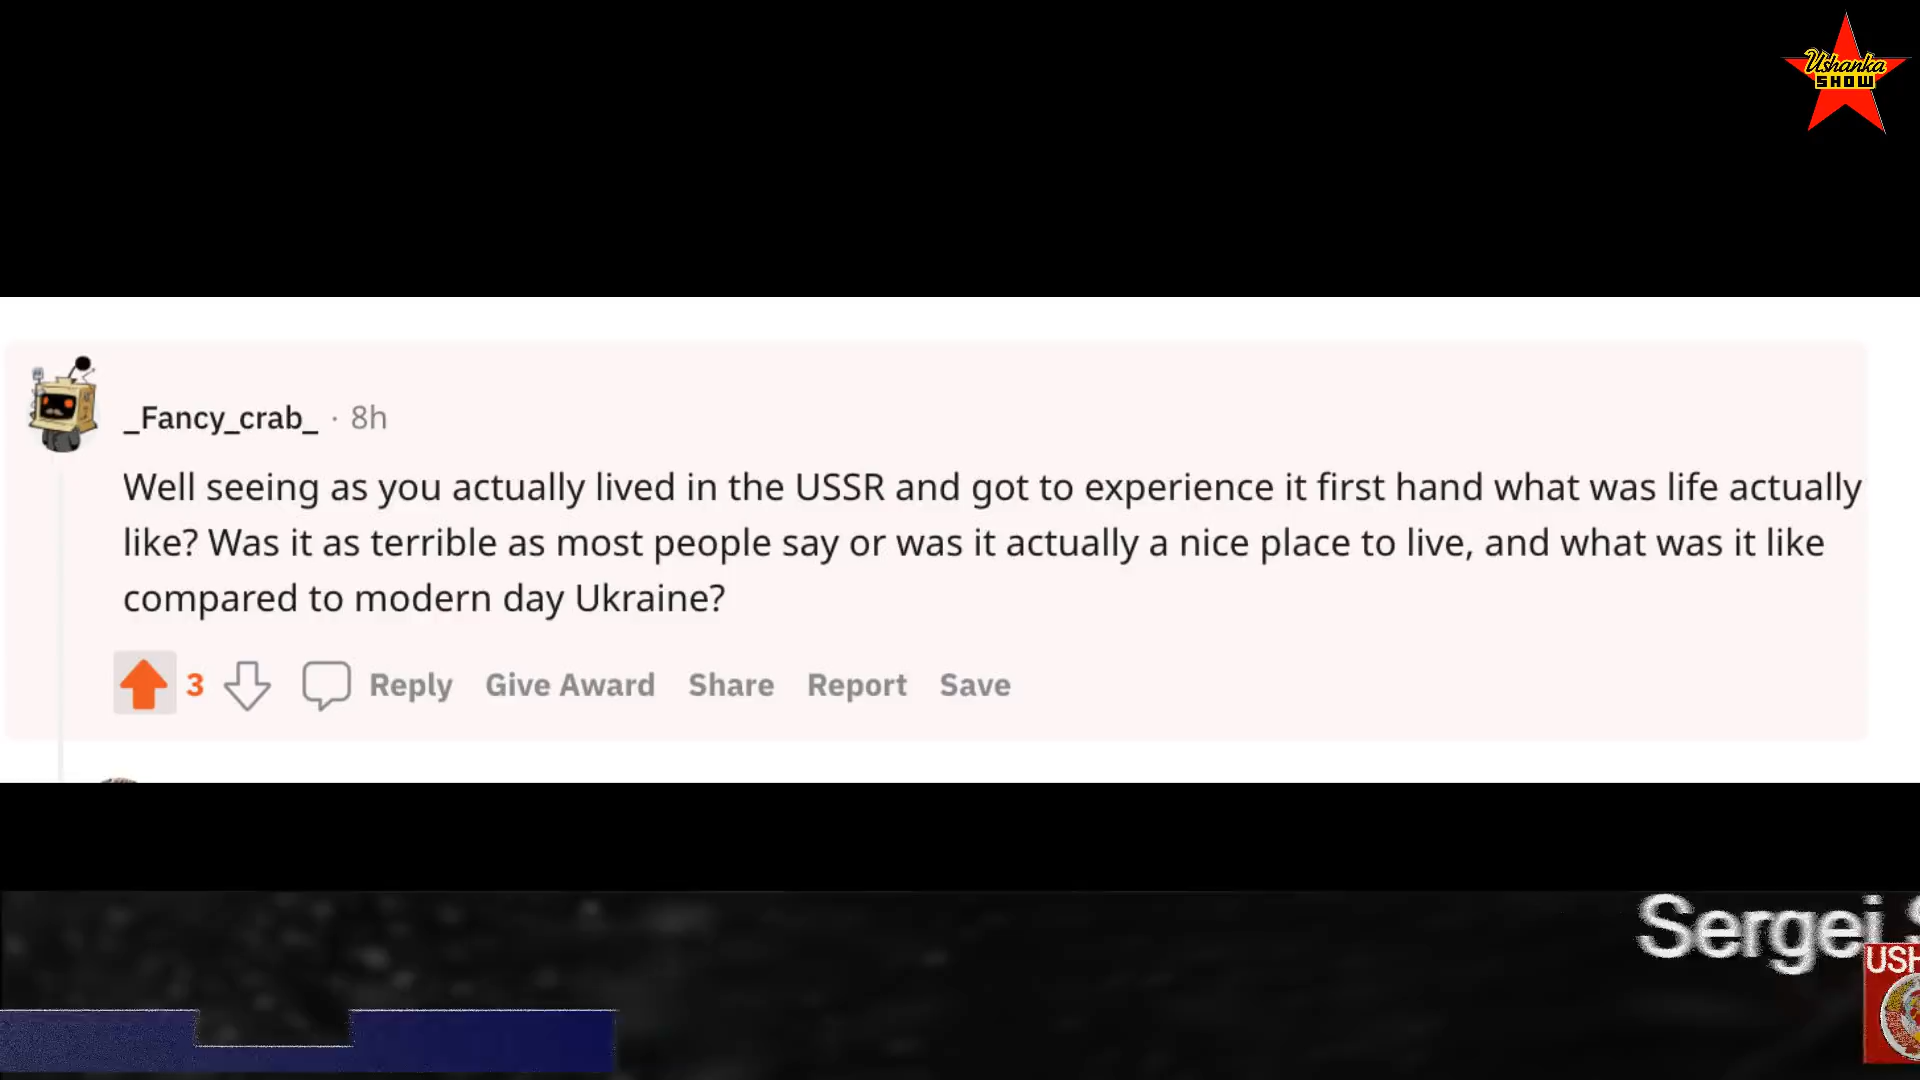 Ushanka
SHOW
_Fancy_crab_ · 8h
Well seeing as you actually lived in the USSR and got to experience it first hand what was life actually
like? Was it as terrible as most people say or was it actually a nice place to live, and what was it like
compared to modern day Ukraine?
3 Reply Give Award Share Report Save
Sergei
USH